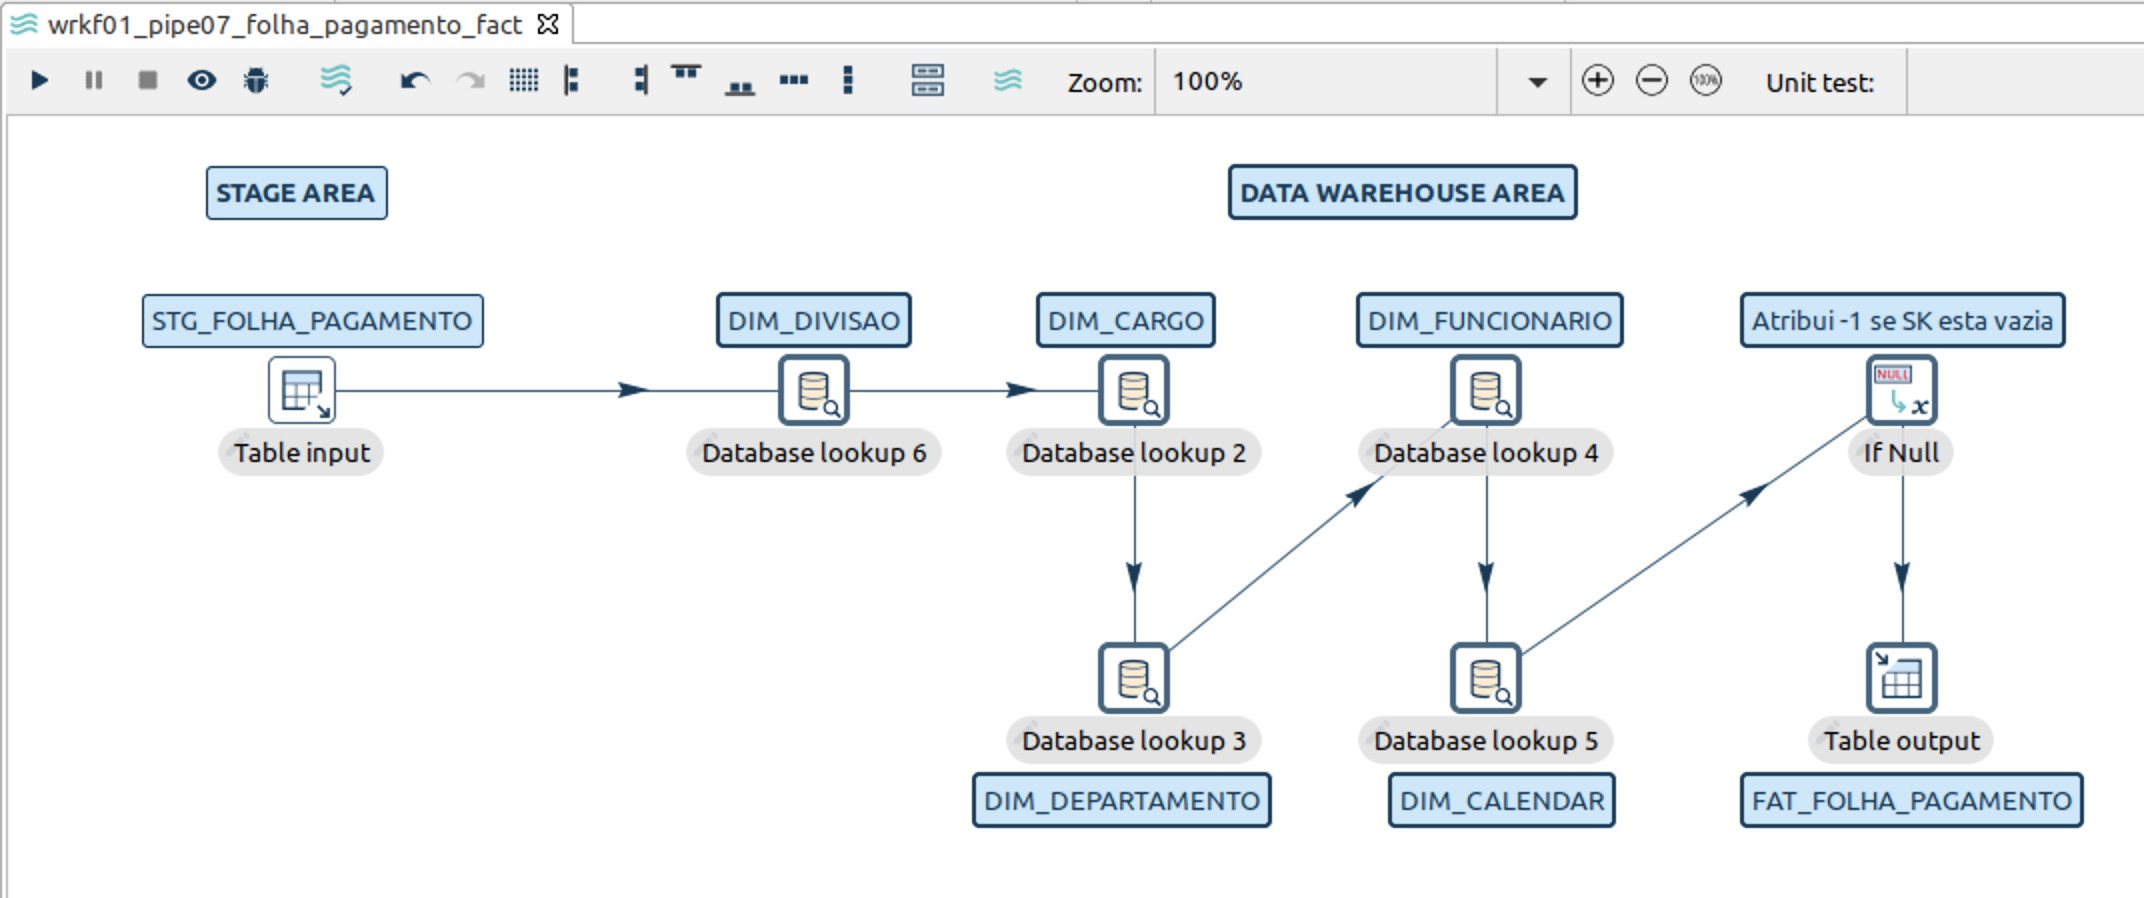 wrkf01_pipe07_folha_pagamento_fact
Zoom: 100% 100% Unit test:
STAGE AREA
DATA WAREHOUSE AREA
STG_FOLHA_PAGAMENTO
DIM_DIVISAO
DIM_CARGO
DIM_FUNCIONARIO
Atribui -1 se SK esta vazia
NULL
x
Table input
Database lookup 6
Database lookup 2
Database lookup 4
If Null
Database lookup 3
Database lookup 5
Table output
DIM_DEPARTAMENTO
DIM_CALENDAR
FAT_FOLHA_PAGAMENTO